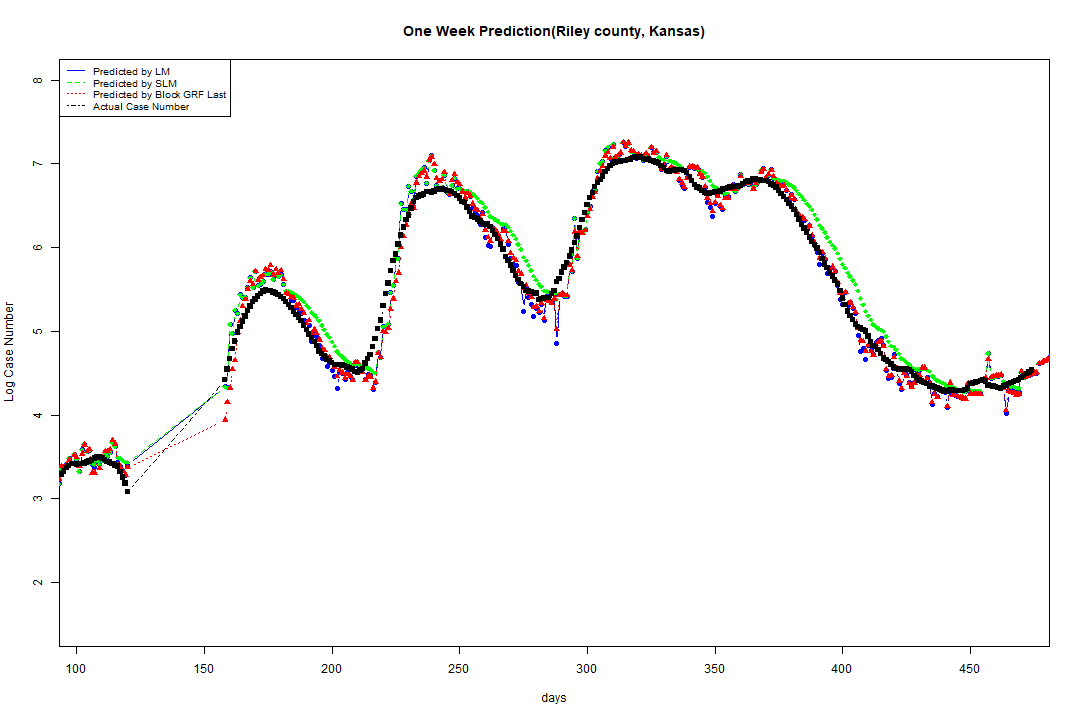 One Week Prediction(Riley county, Kansas)
Predicted by LM
Predicted by SLM
Predicted by Block GRF Last
Actual Case Number
8
7
6
5
4
3
2
Log Case Number
100 150 200 250 300 350 400 450
days